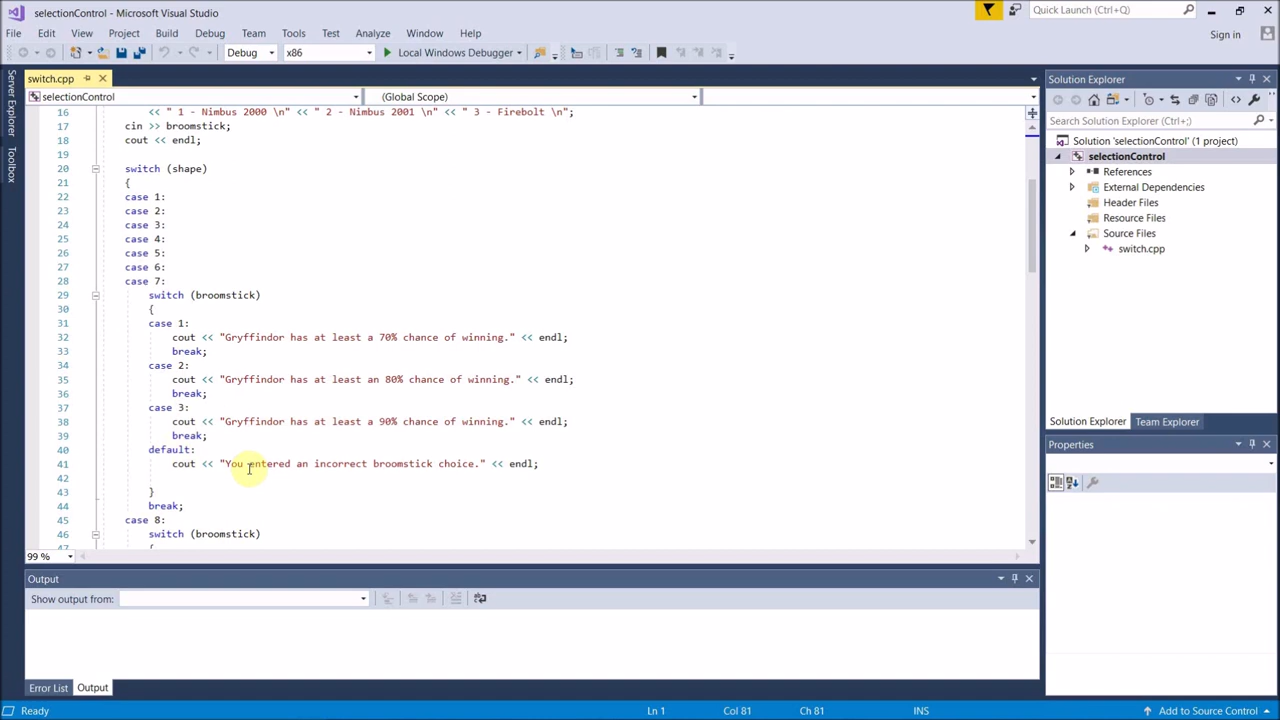 selectionControl - Microsoft Visual Studio
Quick Launch (Ctrl+Q)
File Edit View Project Build Debug Team Tools Test Analyze Window Help
Sign in
Debug x86 Local Windows Debugger
Server Explorer
Toolbox
switch.cpp
selectionControl (Global Scope)
16 << " 1 - Nimbus 2000 \n" << " 2 - Nimbus 2001 \n" << " 3 - Firebolt \n";
17 cin >> broomstick;
18 cout << endl;
19
20 switch (shape)
21 {
22 case 1:
23 case 2:
24 case 3:
25 case 4:
26 case 5:
27 case 6:
28 case 7:
29 switch (broomstick)
30 {
31 case 1:
32 cout << "Gryffindor has at least a 70% chance of winning." << endl;
33 break;
34 case 2:
35 cout << "Gryffindor has at least an 80% chance of winning." << endl;
36 break;
37 case 3:
38 cout << "Gryffindor has at least a 90% chance of winning." << endl;
39 break;
40 default:
41 cout << "You entered an incorrect broomstick choice." << endl;
42
43 }
44 break;
45 case 8:
46 switch (broomstick)
47 {
99 %
Solution Explorer
Search Solution Explorer (Ctrl+;)
Solution 'selectionControl' (1 project)
selectionControl
References
External Dependencies
Header Files
Resource Files
Source Files
switch.cpp
Solution Explorer Team Explorer
Properties
Output
Show output from:
Error List Output
Ready Ln 1 Col 81 Ch 81 INS Add to Source Control